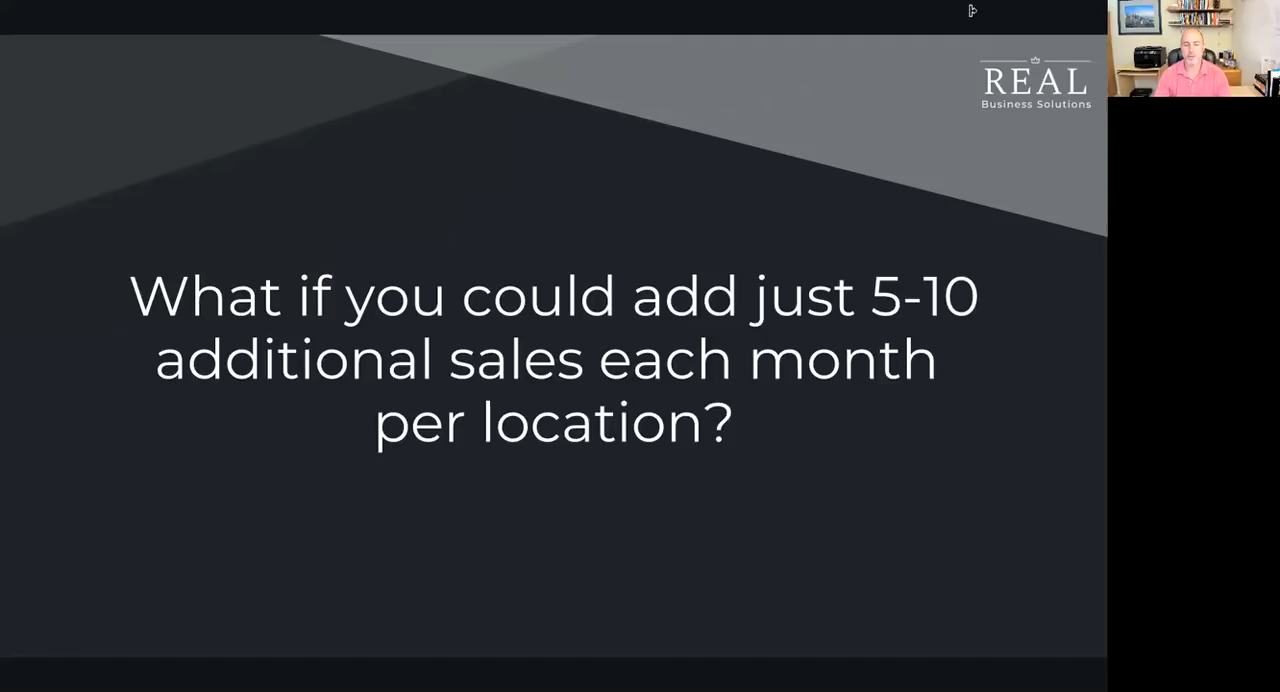 REAL
Business Solutions
What if you could add just 5-10
additional sales each month
per location?